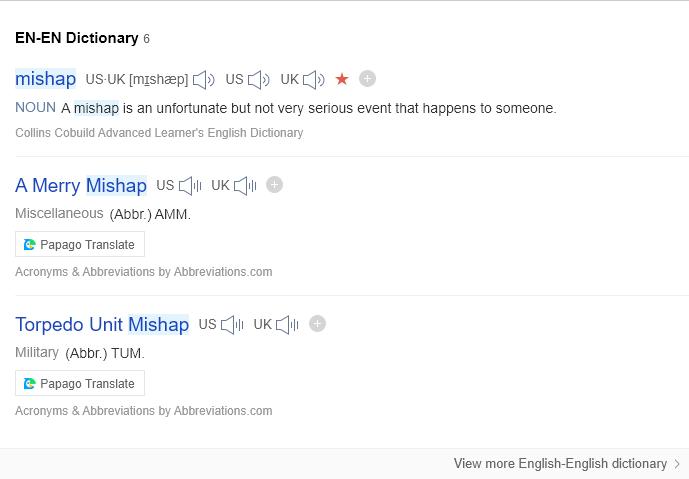 EN-EN Dictionary 6
mishap US·UK [mɪshæp] US UK
NOUN A mishap is an unfortunate but not very serious event that happens to someone.
Collins Cobuild Advanced Learner's English Dictionary
A Merry Mishap US UK
Miscellaneous (Abbr.) AMM.
Papago Translate
Acronyms & Abbreviations by Abbreviations.com
Torpedo Unit Mishap US UK
Military (Abbr.) TUM.
Papago Translate
Acronyms & Abbreviations by Abbreviations.com
View more English-English dictionary